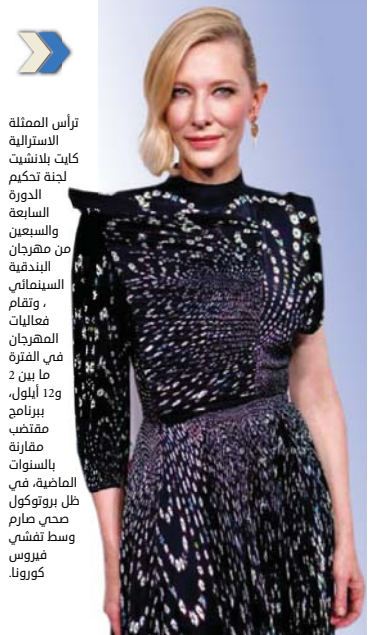 ترأس الممثلة
الاسترالية
كايت بلانشيت
لجنة تحكيم
الدورة
السابعة
والسبعين
من مهرجان
البندقية
السينمائي
، وتقام
فعاليات
المهرجان
في الفترة
ما بين 2
و12 أيلول،
ببرنامج
مقتضب
مقارنة
بالسنوات
الماضية، في
ظل بروتوكول
صحي صارم
وسط تفشي
فيروس
كورونا.